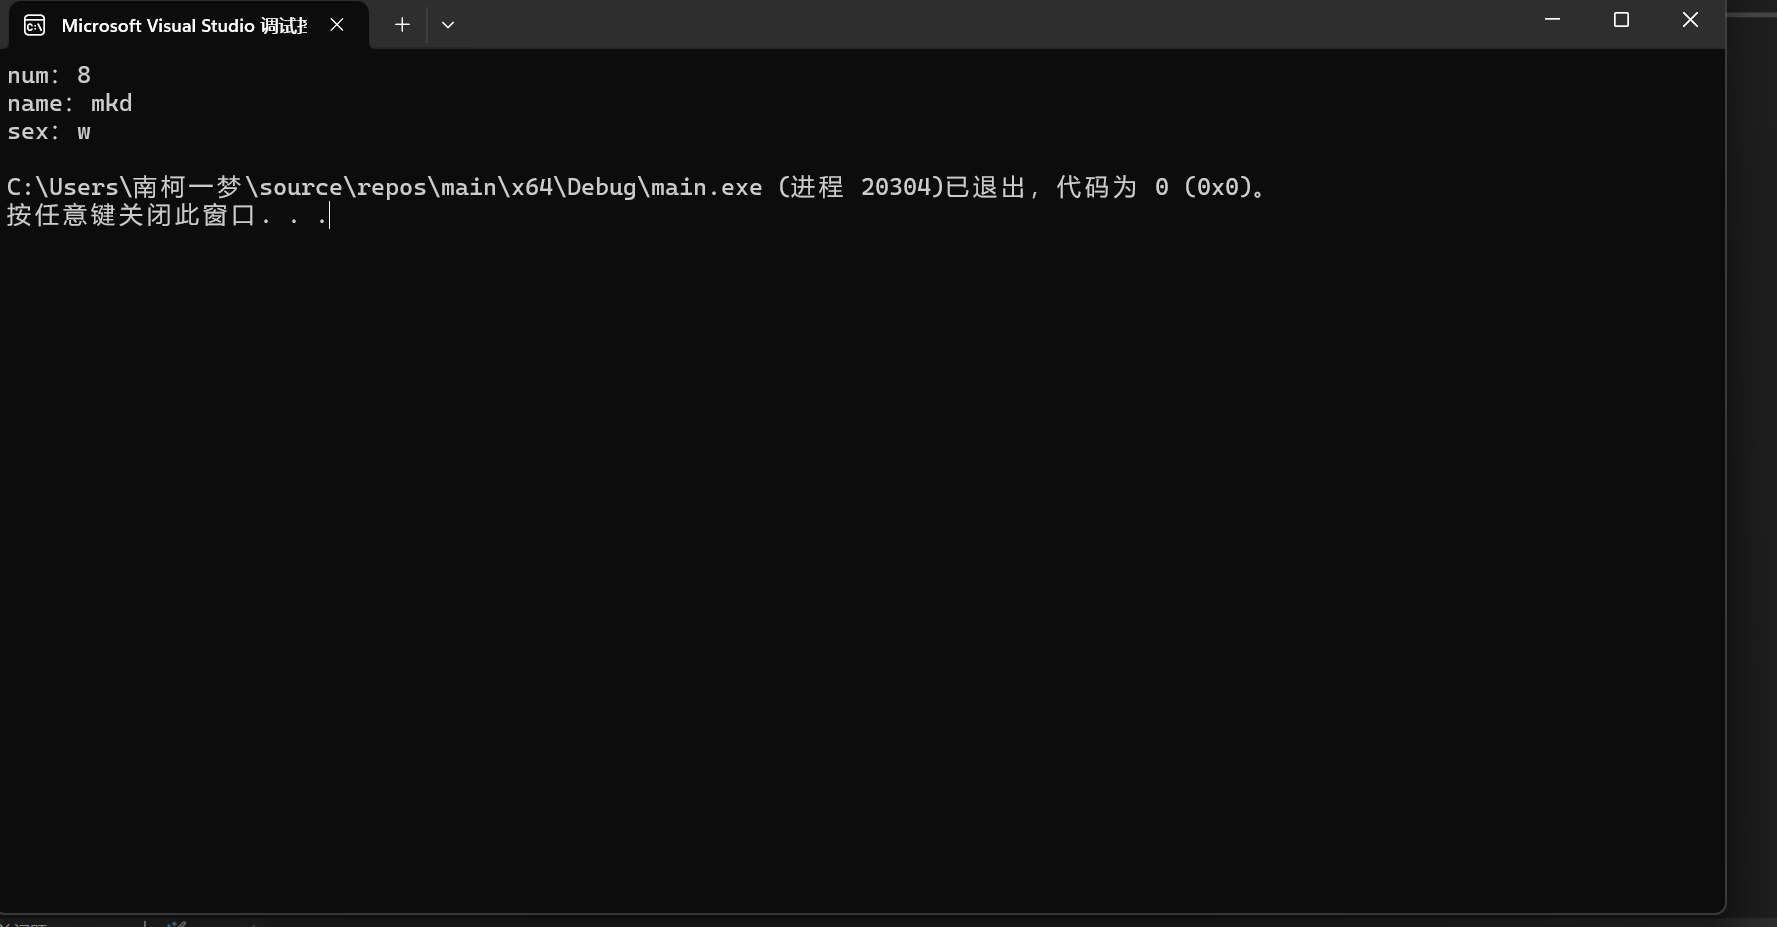 Microsoft Visual Studio 调试
num: 8
name: mkd
sex: w
C:\Users\南柯一梦\source\repos\main\x64\Debug\main.exe (进程 20304)已退出，代码为 0 (0x0)。
按任意键关闭此窗口. . .